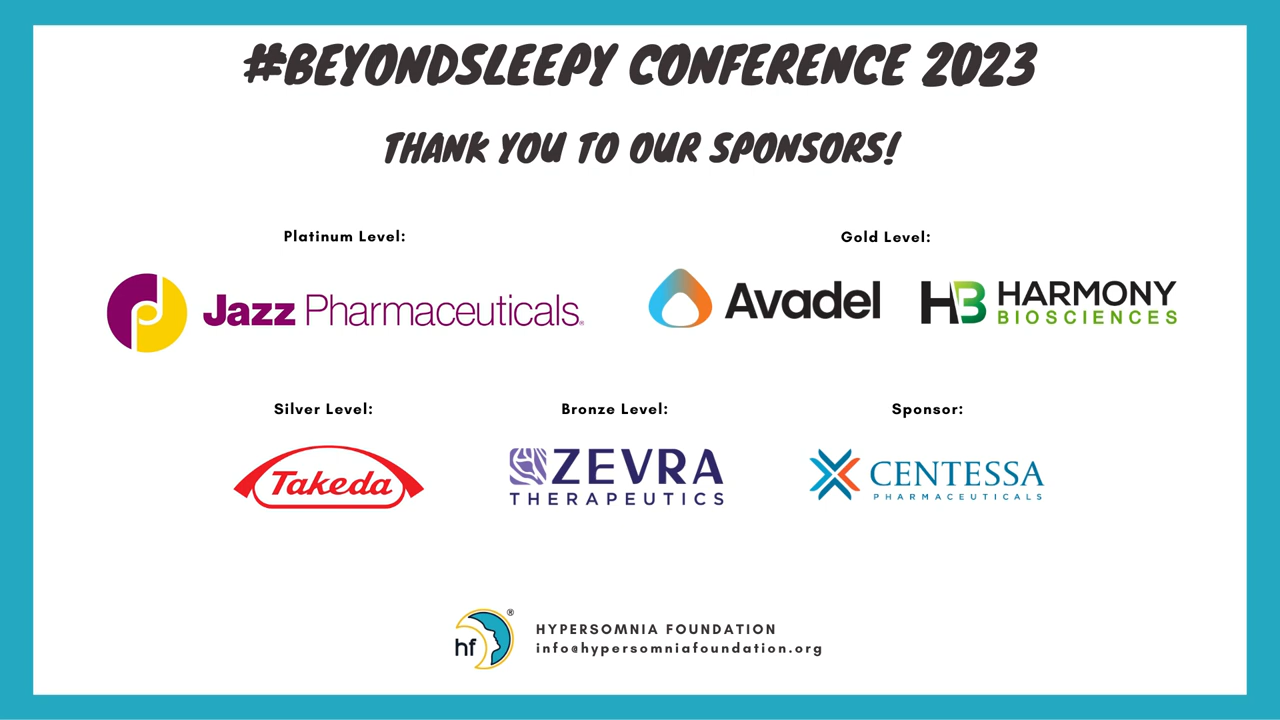 #BEYONDSLEEPY CONFERENCE 2023
THANK YOU TO OUR SPONSORS!
Platinum Level:
Gold Level:
Jazz Pharmaceuticals®
Avadel
HB HARMONY
BIOSCIENCES
Silver Level:
Bronze Level:
Sponsor:
Takeda
ZEVRA
THERAPEUTICS
CENTESSA
PHARMACEUTICALS
hf ®
HYPERSOMNIA FOUNDATION
info@hypersomniafoundation.org